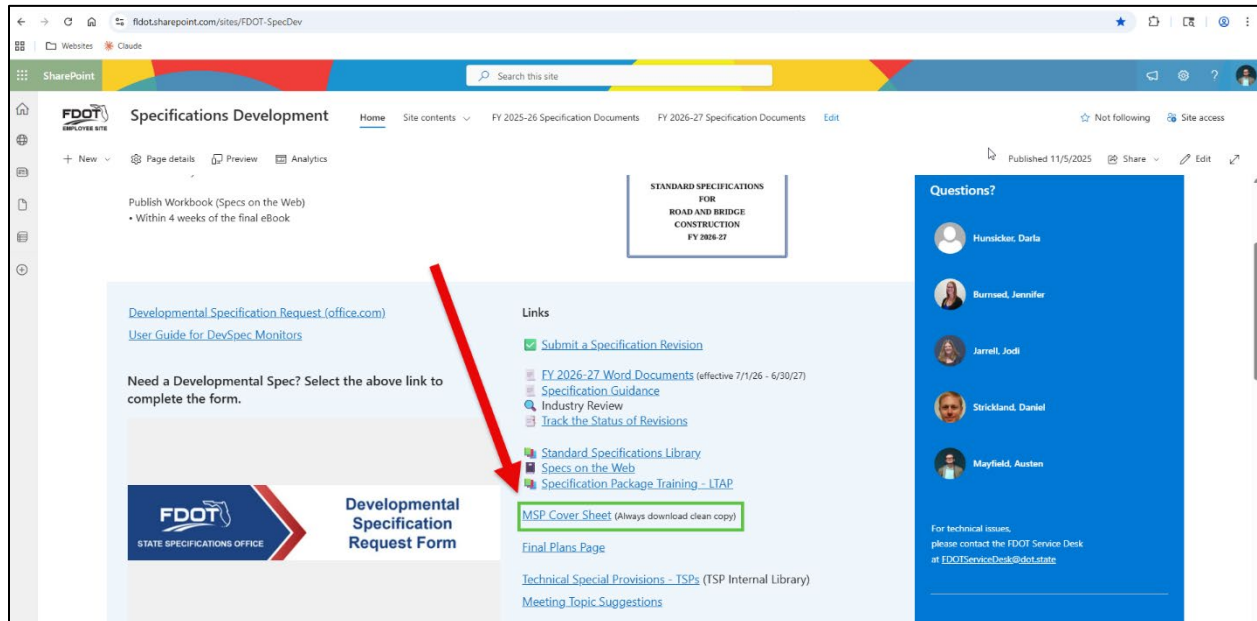 fldot.sharepoint.com/sites/FDOT-SpecDev
Websites
Claude
SharePoint
Search this site
FDOT
EMPLOYEE SITE
Specifications Development
Home
Site contents
FY 2025-26 Specification Documents
FY 2026-27 Specification Documents
Edit
Not following
Site access
+ New
Page details
Preview
Analytics
Published 11/5/2025
Share
Edit
Publish Workbook (Specs on the Web)
• Within 4 weeks of the final eBook
STANDARD SPECIFICATIONS
FOR
ROAD AND BRIDGE
CONSTRUCTION
FY 2026-27
Developmental Specification Request (office.com)
User Guide for DevSpec Monitors
Need a Developmental Spec? Select the above link to
complete the form.
FDOT
STATE SPECIFICATIONS OFFICE
Developmental
Specification
Request Form
Links
Submit a Specification Revision
FY 2026-27 Word Documents (effective 7/1/26 - 6/30/27)
Specification Guidance
Industry Review
Track the Status of Revisions
Standard Specifications Library
Specs on the Web
Specification Package Training - LTAP
MSP Cover Sheet (Always download clean copy)
Final Plans Page
Technical Special Provisions - TSPs (TSP Internal Library)
Meeting Topic Suggestions
Questions?
Hunsicker, Darla
Burnsed, Jennifer
Jarrell, Jodi
Strickland, Daniel
Mayfield, Austen
For technical issues,
please contact the FDOT Service Desk
at FDOTServiceDesk@dot.state